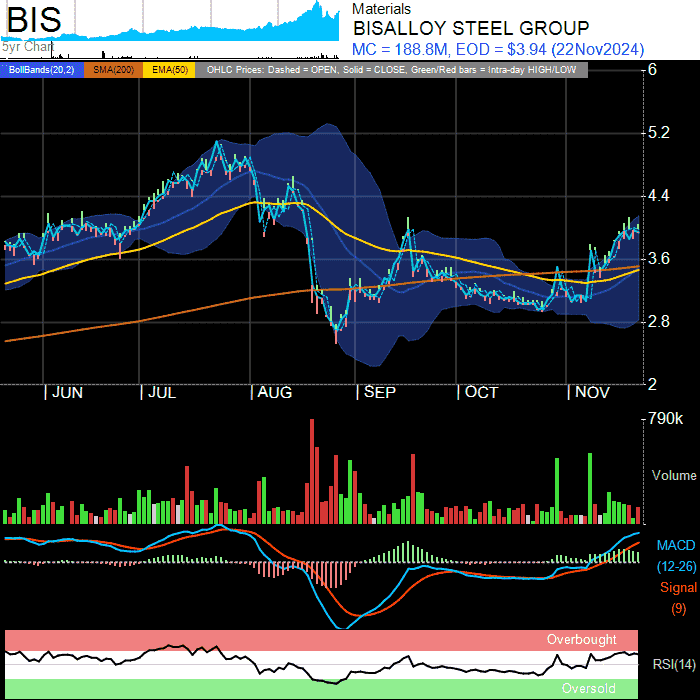 BIS
5yr Chart
Materials
BISALLOY STEEL GROUP
MC = 188.8M, EOD = $3.94 (22Nov2024)
BollBands(20,2) SMA(200) EMA(50) OHLC Prices: Dashed = OPEN, Solid = CLOSE, Green/Red bars = Intra-day HIGH/LOW
6
5.2
4.4
3.6
2.8
2
| JUN | JUL | AUG | SEP | OCT | NOV
790k
Volume
MACD
(12-26)
Signal
(9)
Overbought
RSI(14)
Oversold